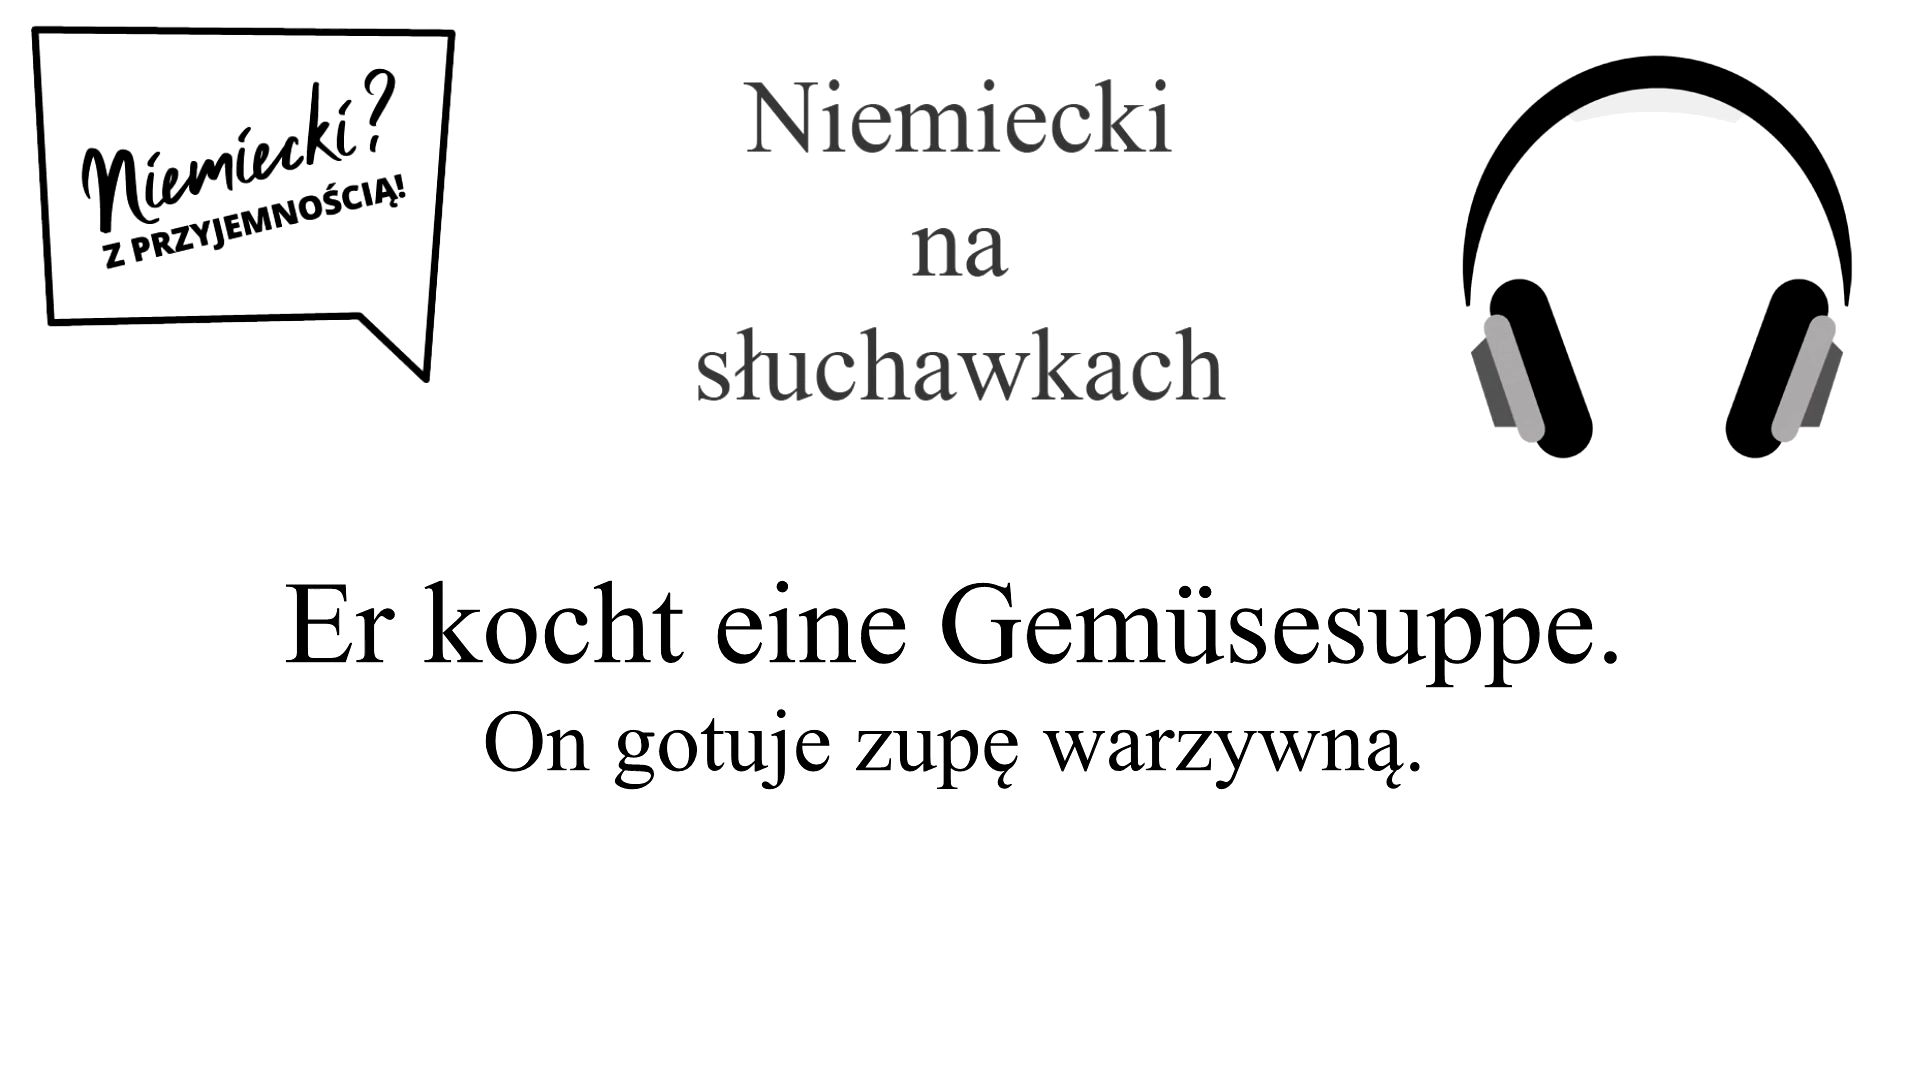 Niemiecki?
Z PRZYJEMNOŚCIĄ!
Niemiecki
na
słuchawkach
Er kocht eine Gemüsesuppe.
On gotuje zupę warzywną.